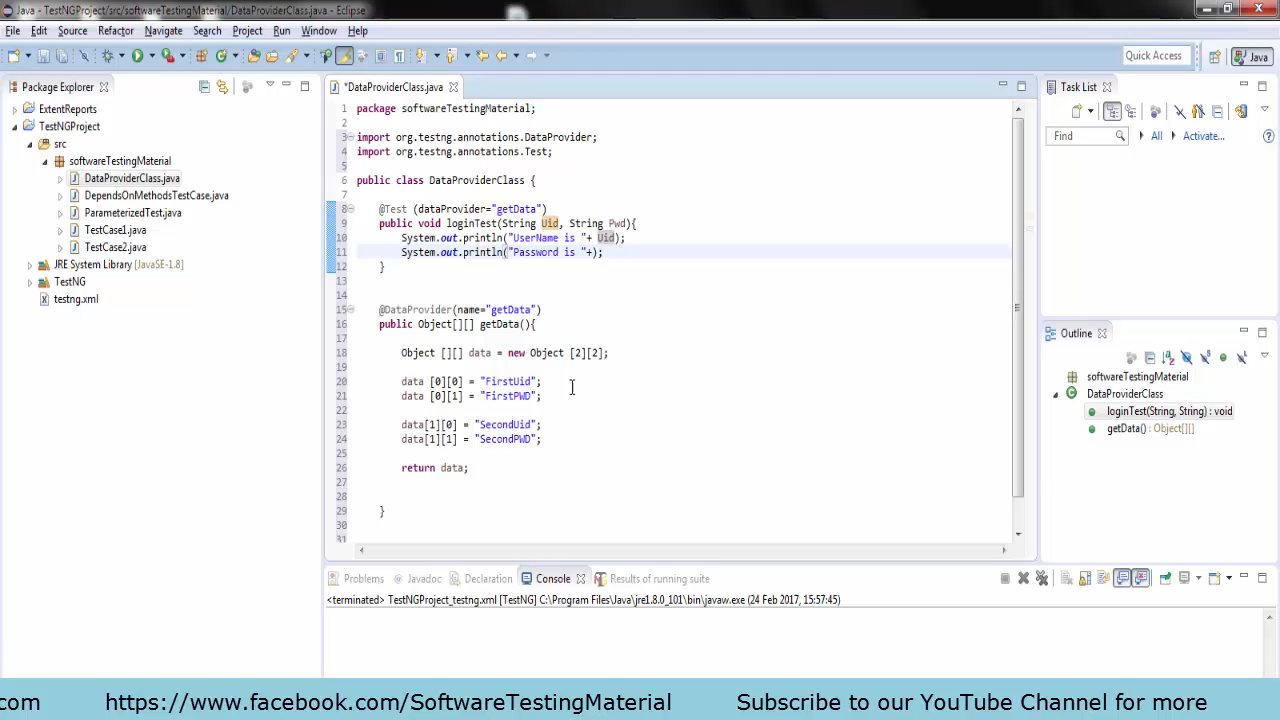 Java - TestNGProject/src/softwareTestingMaterial/DataProviderClass.java - Eclipse
File Edit Source Refactor Navigate Search Project Run Window Help
Quick Access Java
Package Explorer
ExtentReports
TestNGProject
src
softwareTestingMaterial
DataProviderClass.java
DependsOnMethodsTestCase.java
ParameterizedTest.java
TestCase1.java
TestCase2.java
JRE System Library [JavaSE-1.8]
TestNG
testng.xml
*DataProviderClass.java
1 package softwareTestingMaterial;
2
3 import org.testng.annotations.DataProvider;
4 import org.testng.annotations.Test;
5
6 public class DataProviderClass {
7
8 @Test (dataProvider="getData")
9 public void loginTest(String Uid, String Pwd){
10 System.out.println("UserName is "+ Uid);
11 System.out.println("Password is "+);
12 }
13
14
15 @DataProvider(name="getData")
16 public Object[][] getData(){
17
18 Object [][] data = new Object [2][2];
19
20 data [0][0] = "FirstUid";
21 data [0][1] = "FirstPWD";
22
23 data[1][0] = "SecondUid";
24 data[1][1] = "SecondPWD";
25
26 return data;
27
28
29 }
30
31
Task List
Find All Activate...
Outline
softwareTestingMaterial
DataProviderClass
loginTest(String, String) : void
getData() : Object[][]
Problems Javadoc Declaration Console Results of running suite
<terminated> TestNGProject_testng.xml [TestNG] C:\Program Files\Java\jre1.8.0_101\bin\javaw.exe (24 Feb 2017, 15:57:45)
com https://www.facebook.com/SoftwareTestingMaterial Subscribe to our YouTube Channel for more